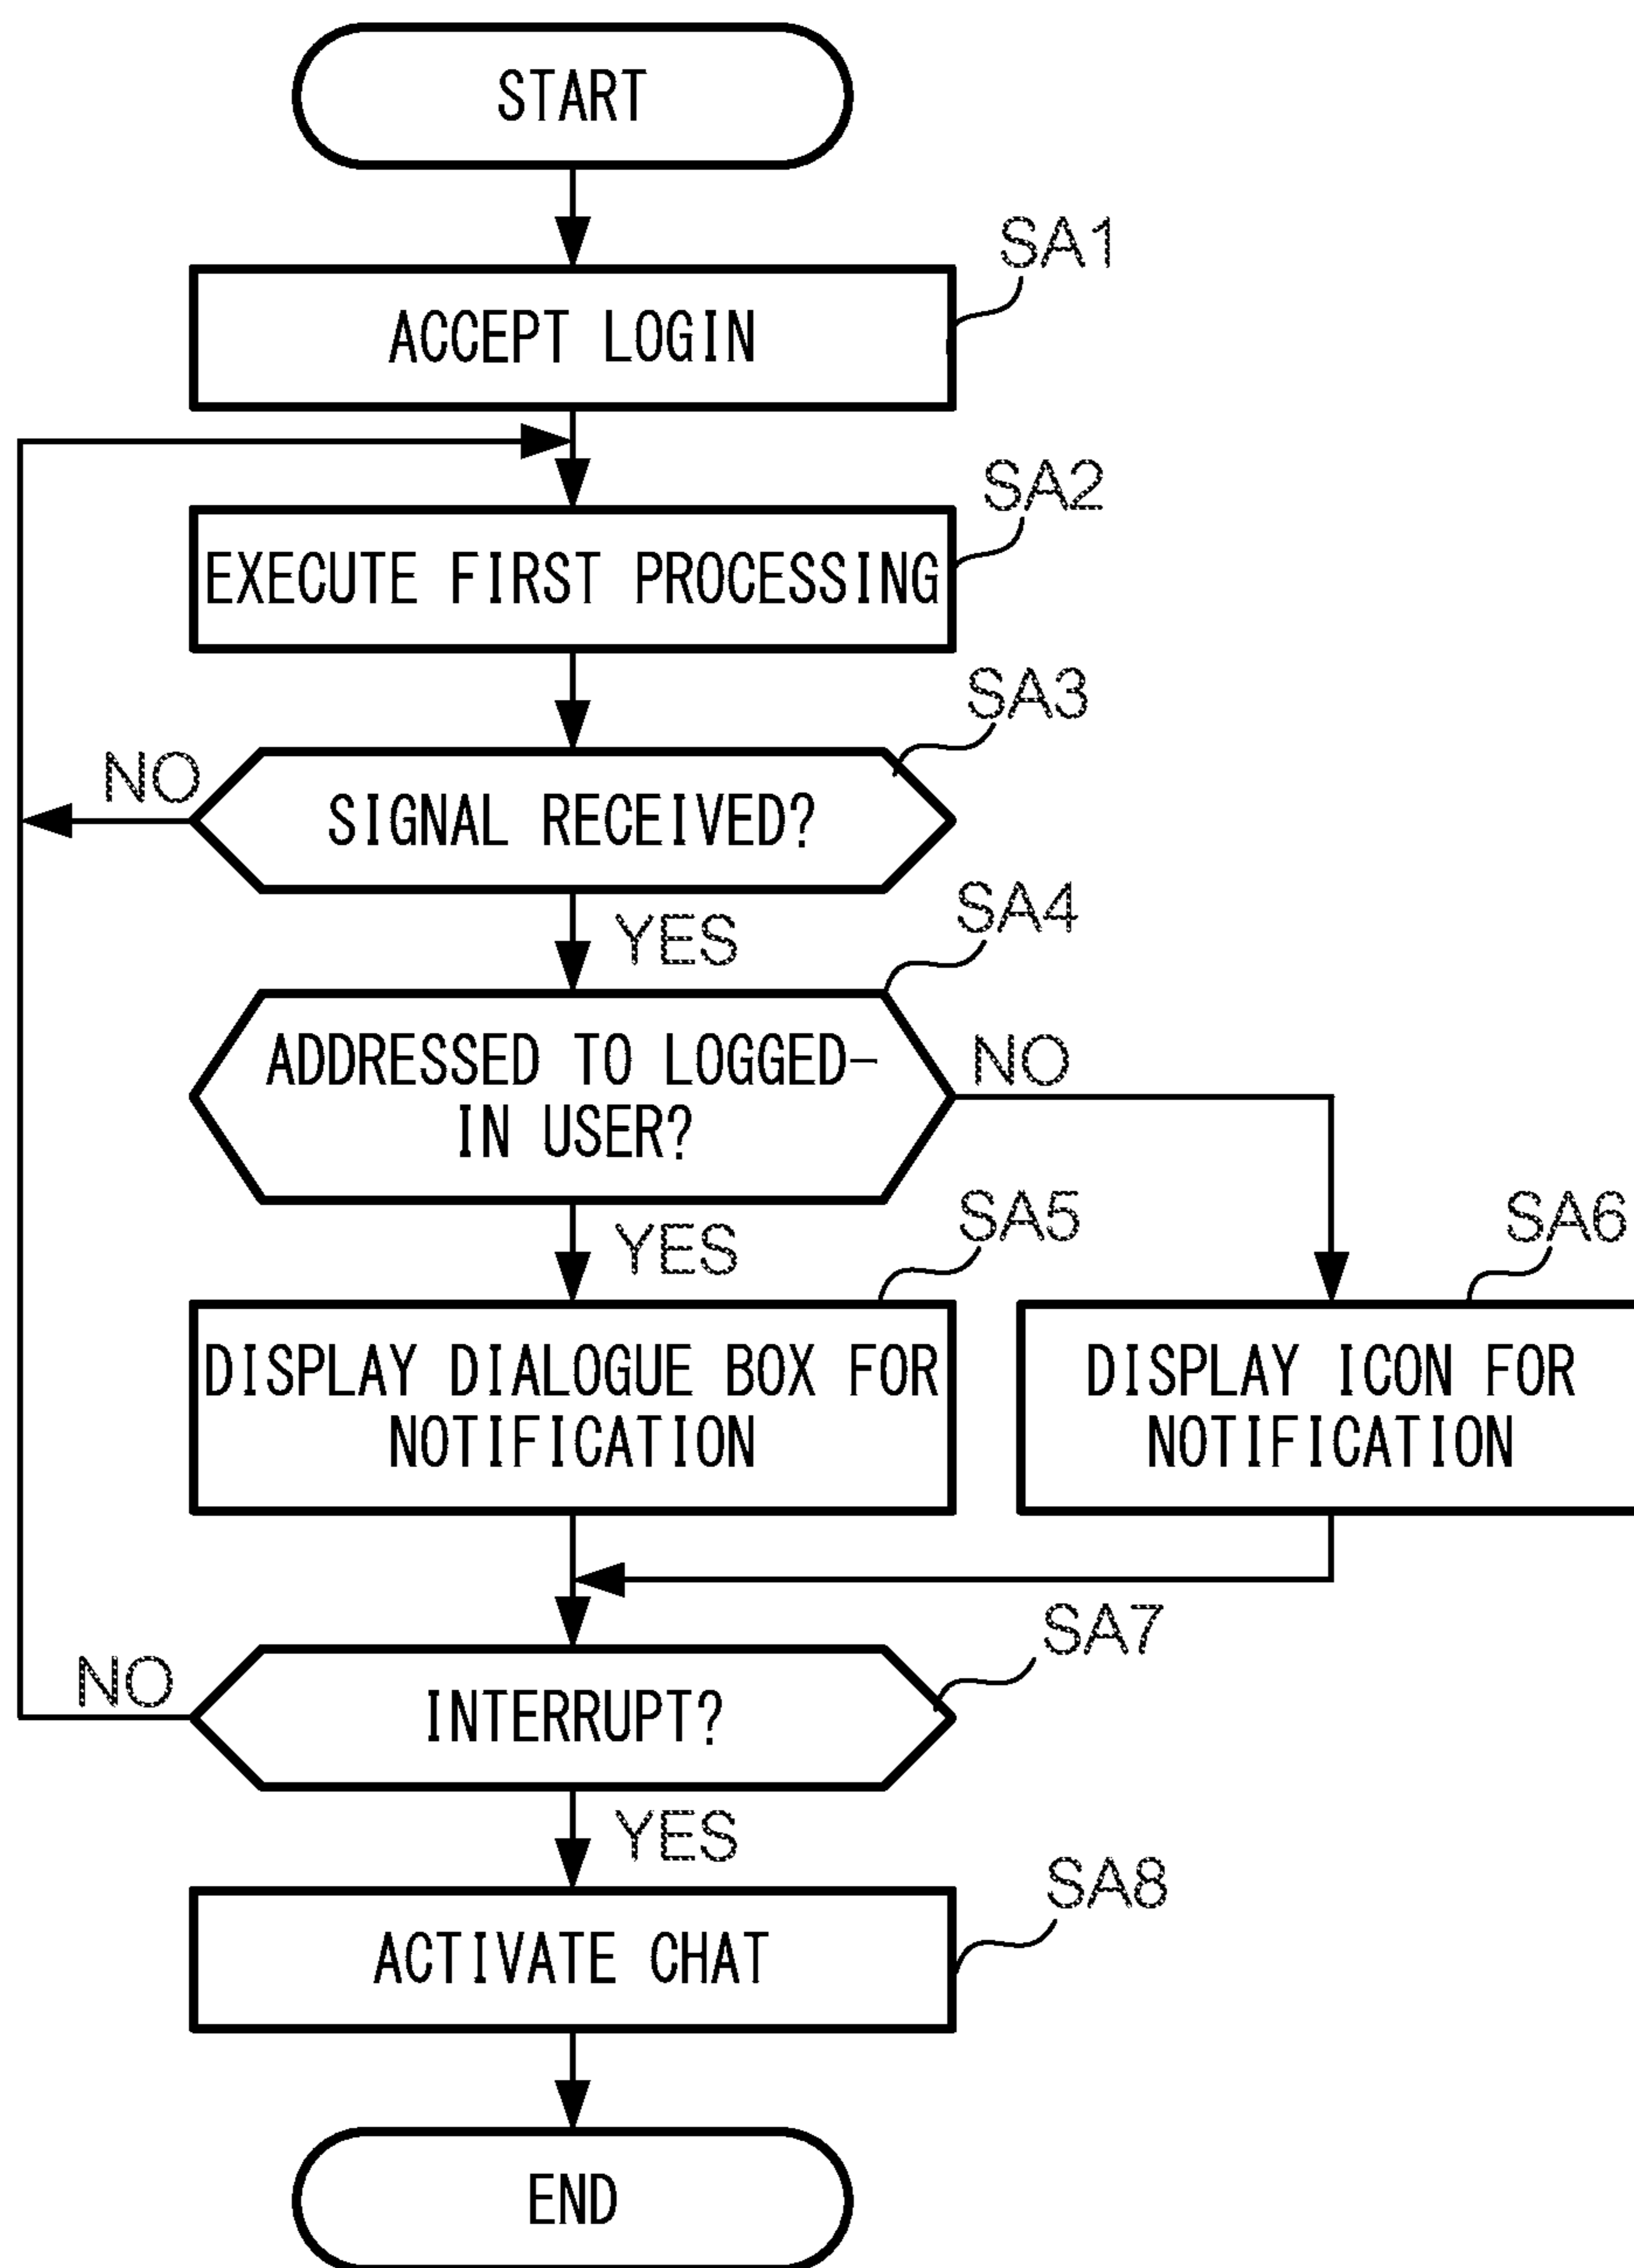 START
SA1
ACCEPT LOGIN
SA2
EXECUTE FIRST PROCESSING
SA3
NO
SIGNAL RECEIVED?
YES
SA4
ADDRESSED TO LOGGED-
IN USER?
NO
YES
SA5
SA6
DISPLAY DIALOGUE BOX FOR
NOTIFICATION
DISPLAY ICON FOR
NOTIFICATION
SA7
NO
INTERRUPT?
YES
SA8
ACTIVATE CHAT
END